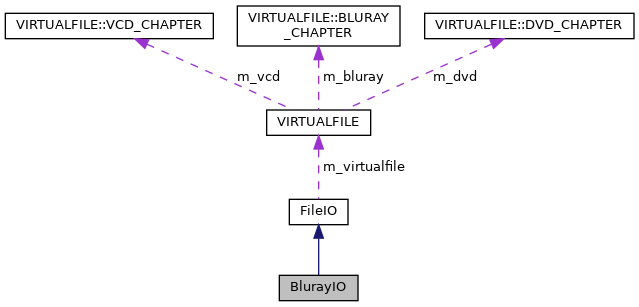 VIRTUALFILE::VCD_CHAPTER
VIRTUALFILE::BLURAY
_CHAPTER
VIRTUALFILE::DVD_CHAPTER
m_vcd
m_bluray
m_dvd
VIRTUALFILE
m_virtualfile
FileIO
BlurayIO